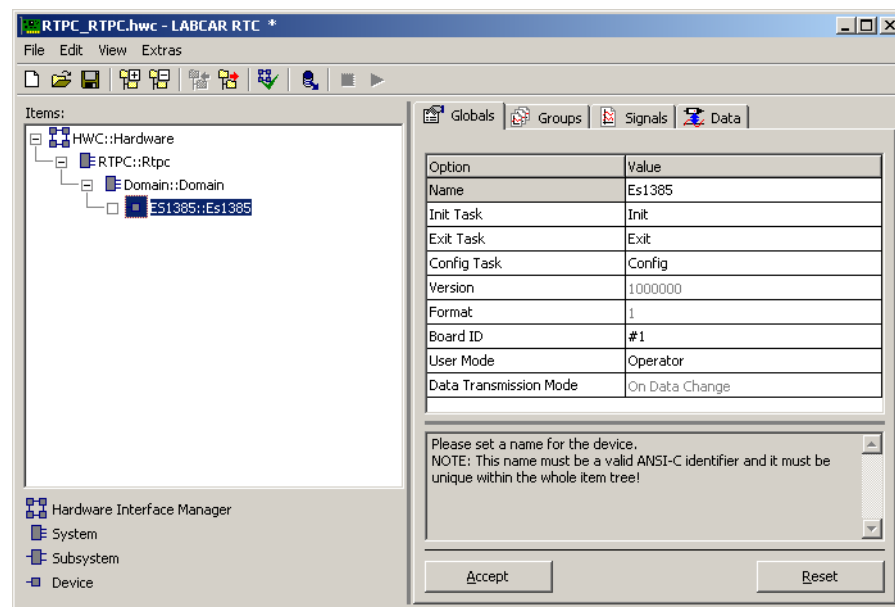 RTPC_RTPC.hwc - LABCAR RTC *
File Edit View Extras
Items:
HWC::Hardware
RTPC::Rtpc
Domain::Domain
ES1385::Es1385
Hardware Interface Manager
System
Subsystem
Device
Globals Groups Signals Data
Option Value
Name Es1385
Init Task Init
Exit Task Exit
Config Task Config
Version 1000000
Format 1
Board ID #1
User Mode Operator
Data Transmission Mode On Data Change
Please set a name for the device.
NOTE: This name must be a valid ANSI-C identifier and it must be
unique within the whole item tree!
Accept Reset